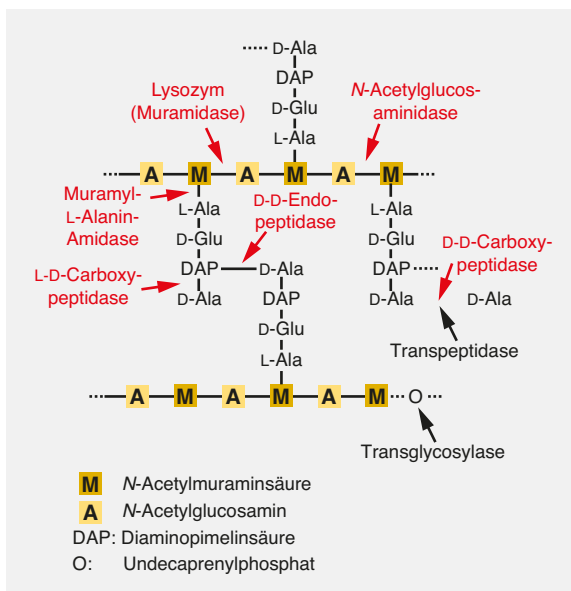 ..... D-Ala
DAP
D-Glu
L-Ala
Lysozym
(Muramidase)
N-Acetylglucos-
aminidase
A M A M A M
Muramyl-
L-Alanin-
Amidase
L-Ala
D-Glu
DAP
D-Ala
D-D-Endo-
peptidase
L-D-Carboxy-
peptidase
D-Ala
DAP
D-Glu
L-Ala
L-Ala
D-Glu
DAP .....
D-Ala
D-D-Carboxy-
peptidase
D-Ala
Transpeptidase
A M A M A M ... O ...
Transglycosylase
M N-Acetylmuraminsäure
A N-Acetylglucosamin
DAP: Diaminopimelinsäure
O: Undecaprenylphosphat